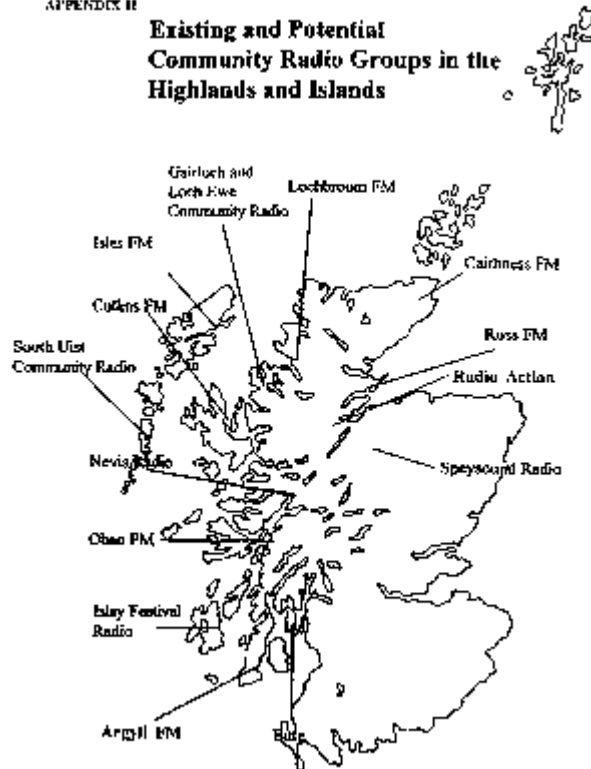 APPENDIX II
Existing and Potential
Community Radio Groups in the
Highlands and Islands
Gairloch and
Loch Ewe
Community Radio
Lochbroom FM
Isles FM
Caithness FM
Cuillins FM
South Uist
Community Radio
Ross FM
Radio Action
Nevis Radio
Speysound Radio
Oban FM
Islay Festival
Radio
Argyll FM
Bute